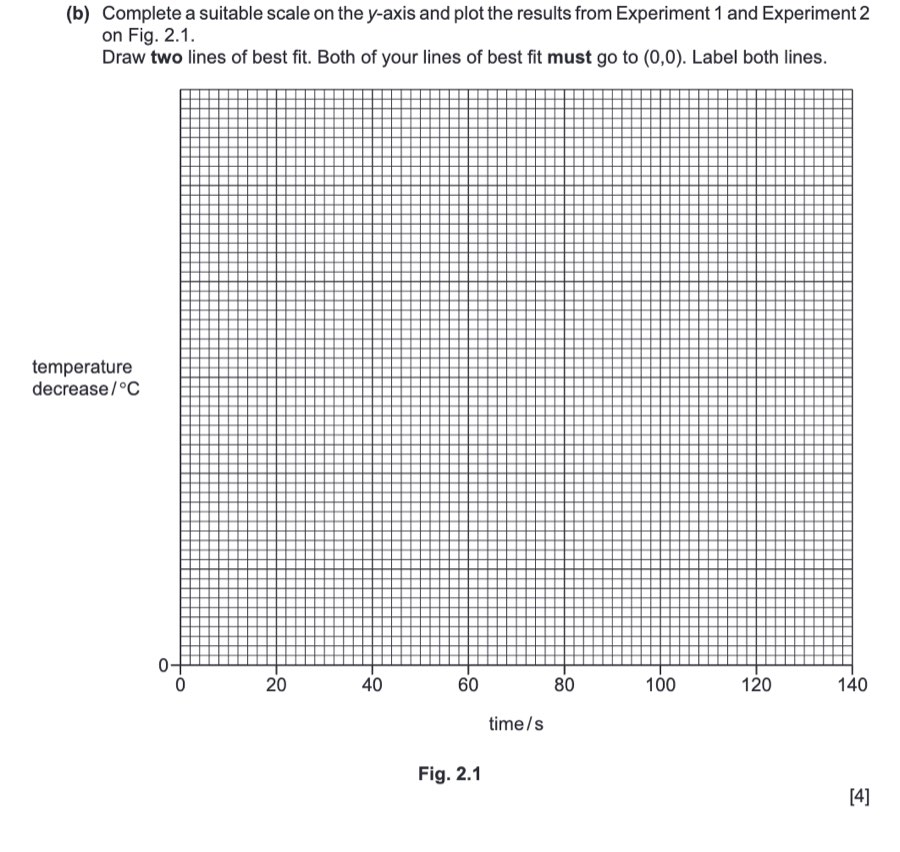 (b) Complete a suitable scale on the y-axis and plot the results from Experiment 1 and Experiment 2
on Fig. 2.1.
Draw two lines of best fit. Both of your lines of best fit must go to (0,0). Label both lines.
temperature
decrease / °C
0
0 20 40 60 80 100 120 140
time / s
Fig. 2.1
[4]